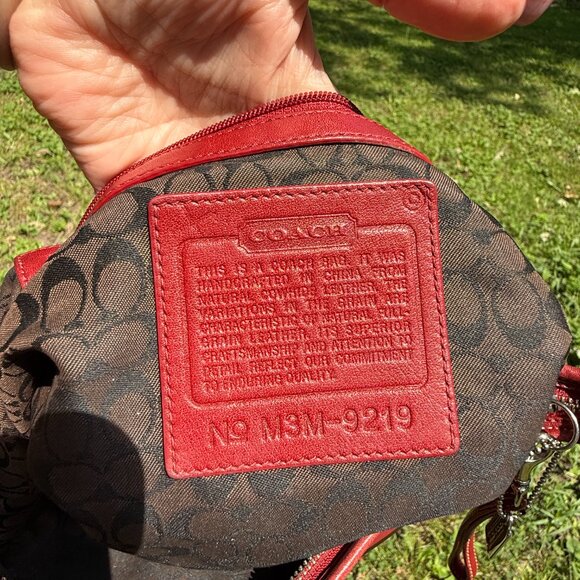 ©
COACH
THIS IS A COACH BAG. IT WAS
HANDCRAFTED IN CHINA FROM
NATURAL COWHIDE LEATHER. THE
VARIATIONS IN THE GRAIN ARE
CHARACTERISTIC OF NATURAL FULL-
GRAIN LEATHER. ITS SUPERIOR
CRAFTSMANSHIP AND ATTENTION TO
DETAIL REFLECT OUR COMMITMENT
TO ENDURING QUALITY.
No M3M-9219